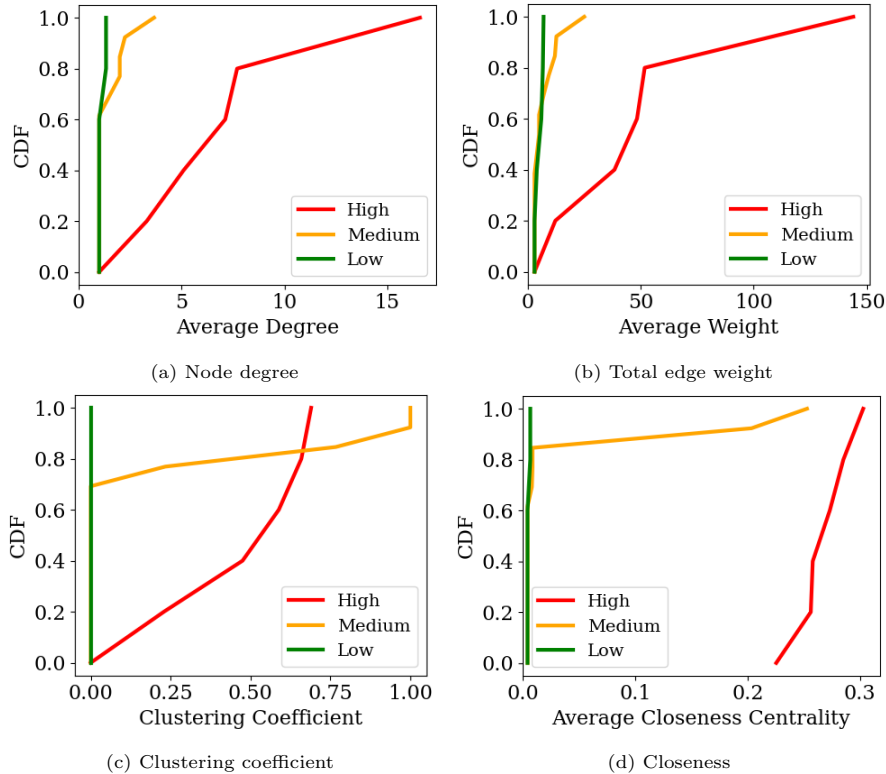 CDF
1.0
0.8
0.6
0.4
0.2
0.0
High
Medium
Low
0 5 10 15
Average Degree
(a) Node degree
CDF
1.0
0.8
0.6
0.4
0.2
0.0
High
Medium
Low
0 50 100 150
Average Weight
(b) Total edge weight
CDF
1.0
0.8
0.6
0.4
0.2
0.0
High
Medium
Low
0.00 0.25 0.50 0.75 1.00
Clustering Coefficient
(c) Clustering coefficient
CDF
1.0
0.8
0.6
0.4
0.2
0.0
High
Medium
Low
0.0 0.1 0.2 0.3
Average Closeness Centrality
(d) Closeness